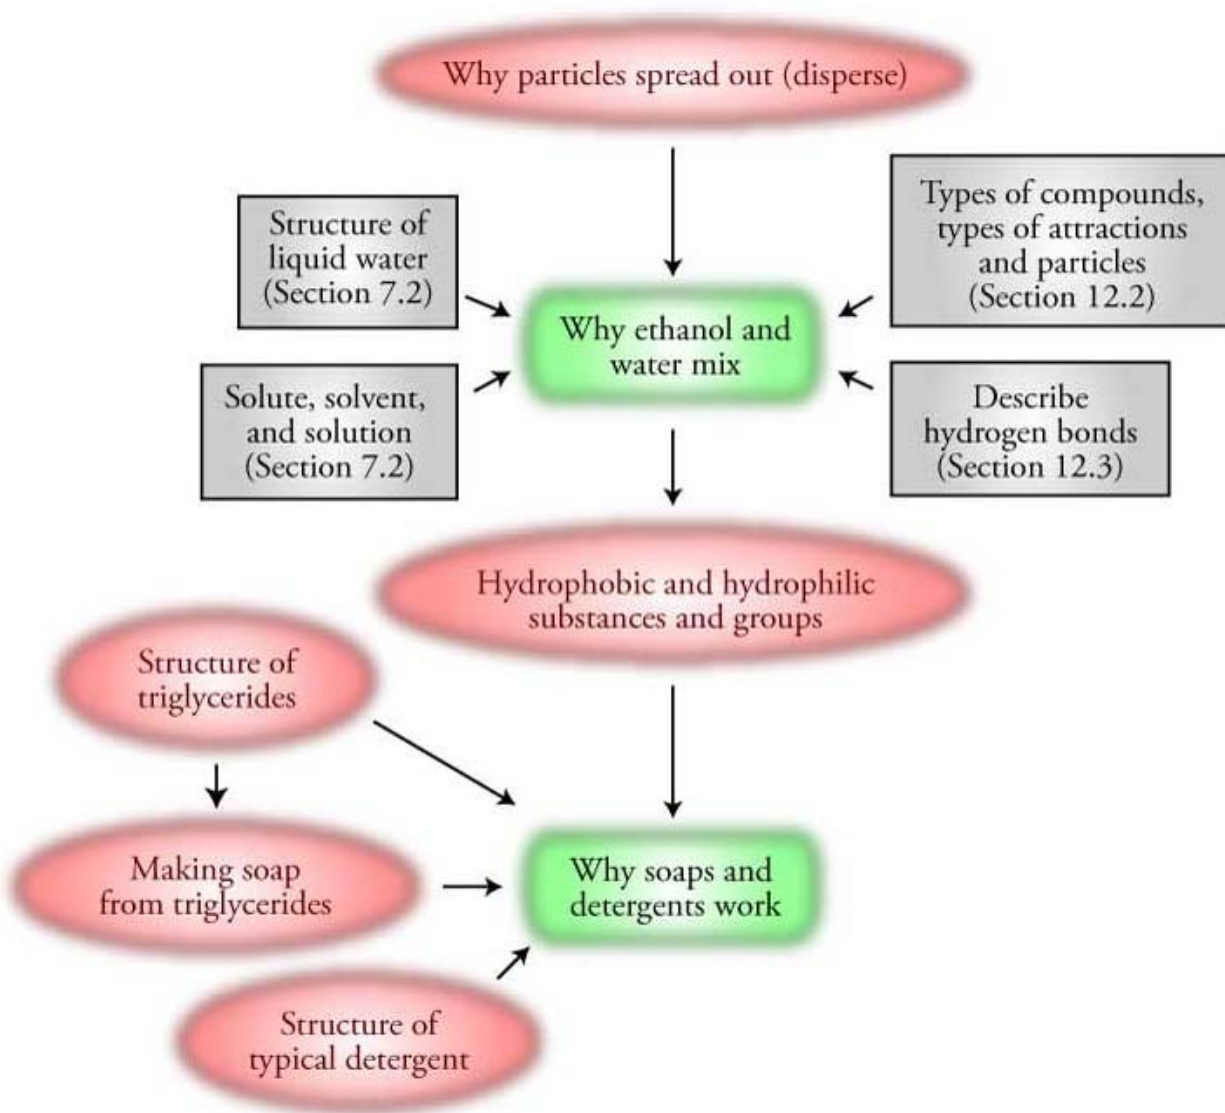 Why particles spread out (disperse)
Structure of
liquid water
(Section 7.2)
Types of compounds,
types of attractions
and particles
(Section 12.2)
Why ethanol and
water mix
Solute, solvent,
and solution
(Section 7.2)
Describe
hydrogen bonds
(Section 12.3)
Hydrophobic and hydrophilic
substances and groups
Structure of
triglycerides
Making soap
from triglycerides
Why soaps and
detergents work
Structure of
typical detergent